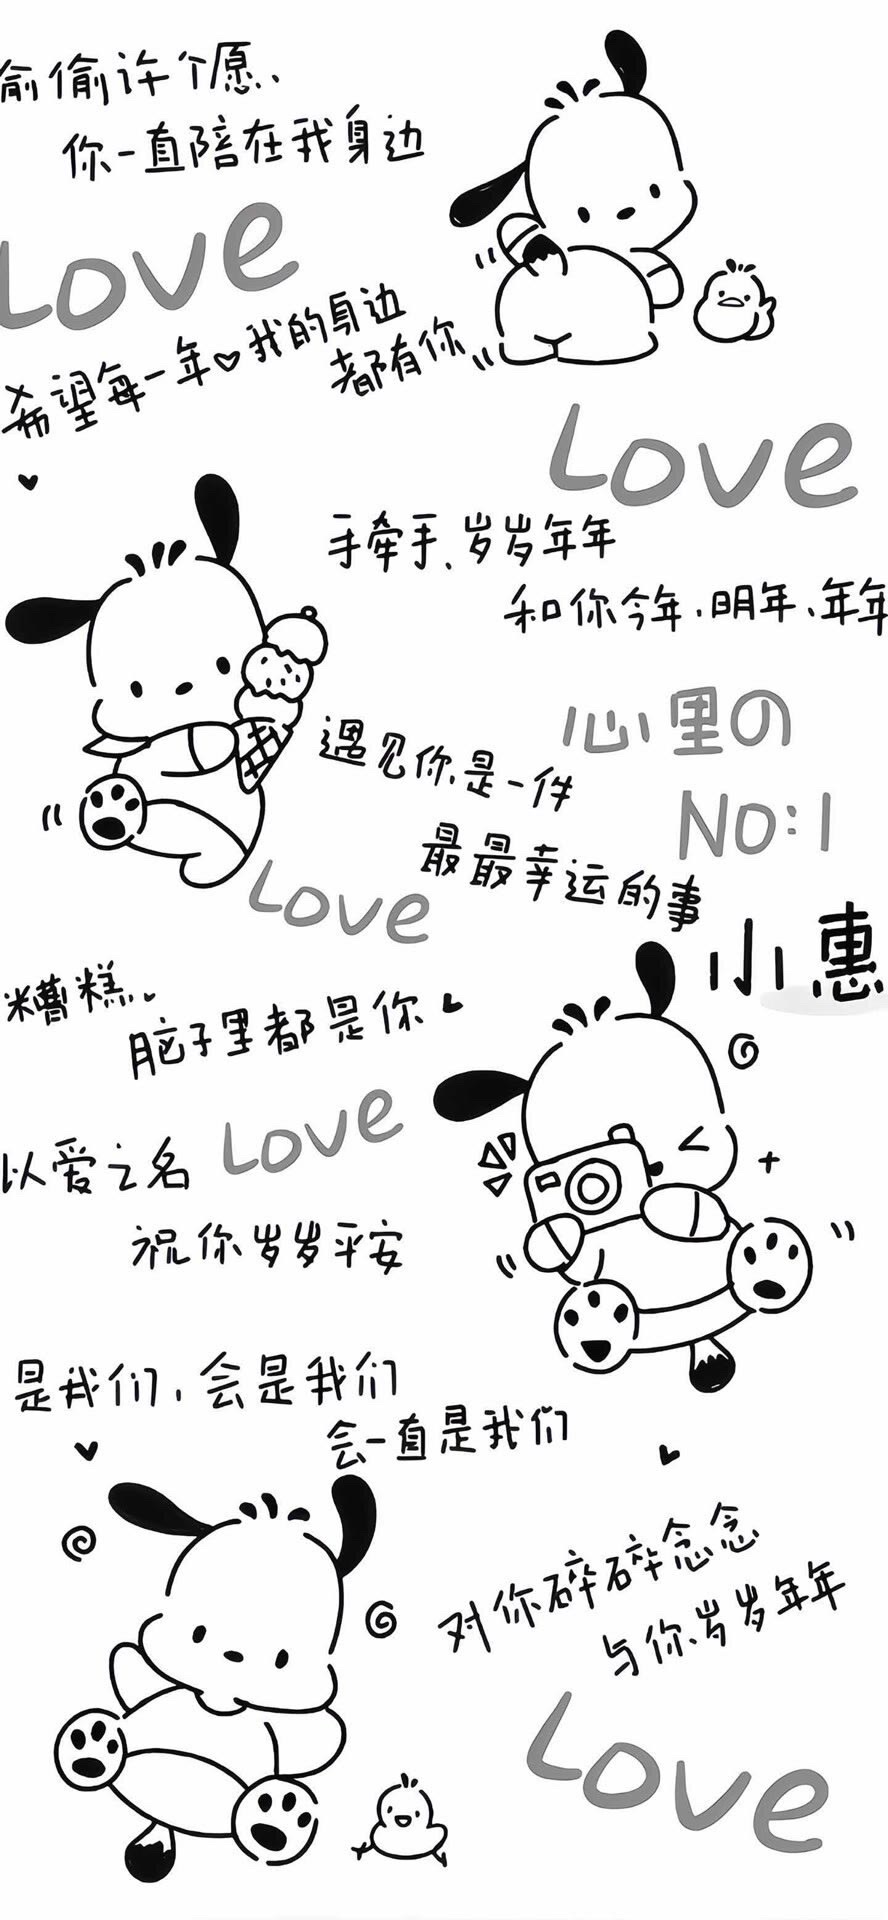 偷偷许个愿、
你一直陪在我身边
Love
希望每一年♥我的身边
都有你
Love
手牵手、岁岁年年
和你今年、明年、年年
心里の
NO:1
遇见你是一件
最最幸运的事
小惠
Love
糟糕、、
脑子里都是你
Love
以爱之名
祝你岁岁平安
是我们，会是我们
会一直是我们
对你碎碎念念
与你岁岁年年
Love